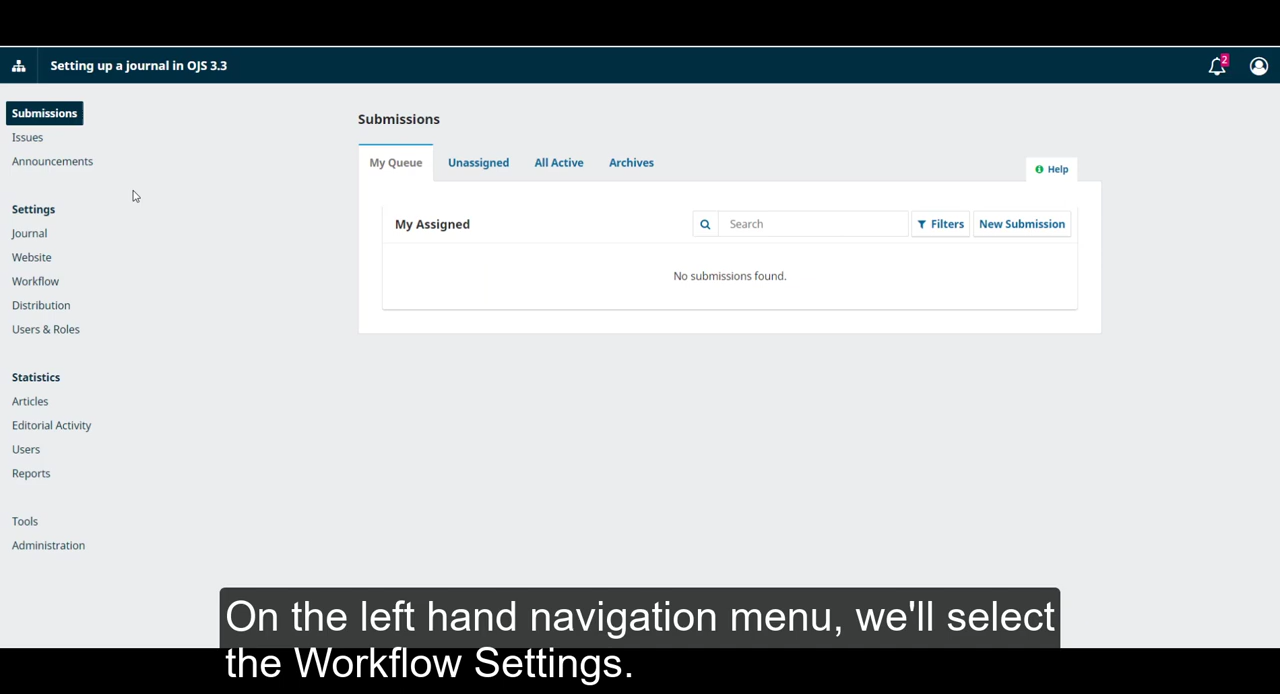 Setting up a journal in OJS 3.3
2
Submissions
Issues
Announcements
Settings
Journal
Website
Workflow
Distribution
Users & Roles
Statistics
Articles
Editorial Activity
Users
Reports
Tools
Administration
Submissions
My Queue Unassigned All Active Archives
Help
My Assigned Search Filters New Submission
No submissions found.
On the left hand navigation menu, we'll select
the Workflow Settings.